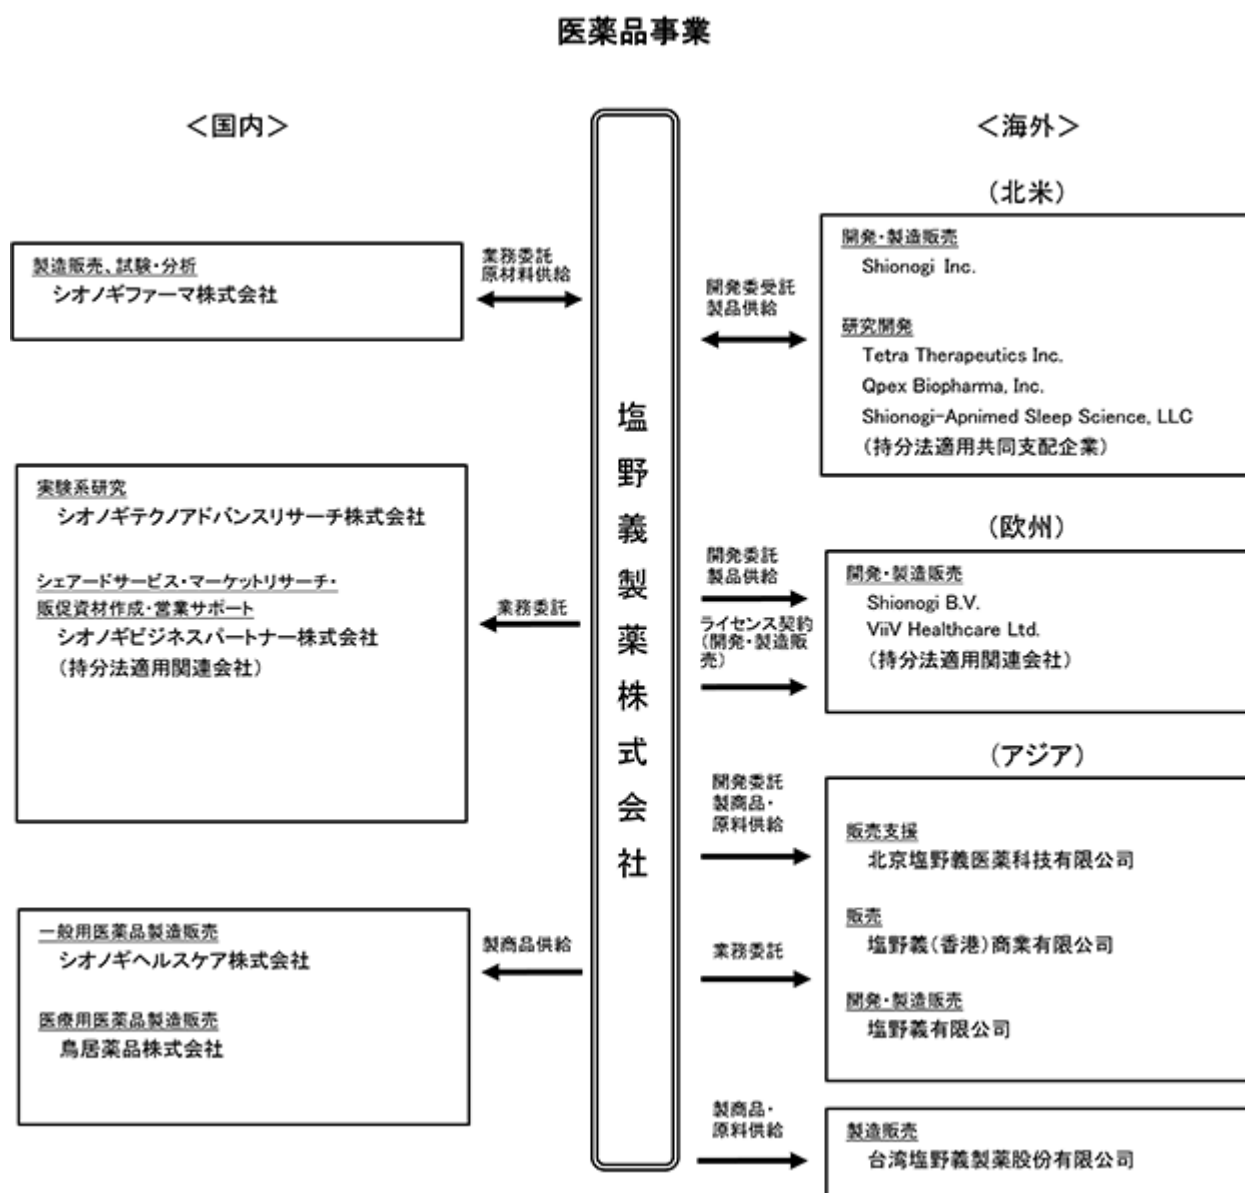 医薬品事業
＜国内＞
製造販売、試験・分析
シオノギファーマ株式会社
業務委託
原材料供給
実験系研究
シオノギテクノアドバンスリサーチ株式会社
シェアードサービス・マーケットリサーチ・
販促資材作成・営業サポート
シオノギビジネスパートナー株式会社
（持分法適用関連会社）
業務委託
一般用医薬品製造販売
シオノギヘルスケア株式会社
医療用医薬品製造販売
鳥居薬品株式会社
製商品供給
塩野義製薬株式会社
＜海外＞
（北米）
開発委受託
製品供給
開発・製造販売
Shionogi Inc.
研究開発
Tetra Therapeutics Inc.
Qpex Biopharma, Inc.
Shionogi-Apnimed Sleep Science, LLC
（持分法適用共同支配企業）
（欧州）
開発委託
製品供給
ライセンス契約
（開発・製造販
売）
開発・製造販売
Shionogi B.V.
ViiV Healthcare Ltd.
（持分法適用関連会社）
（アジア）
開発委託
製商品・
原料供給
業務委託
販売支援
北京塩野義医薬科技有限公司
販売
塩野義（香港）商業有限公司
開発・製造販売
塩野義有限公司
製商品・
原料供給
製造販売
台湾塩野義製薬股份有限公司